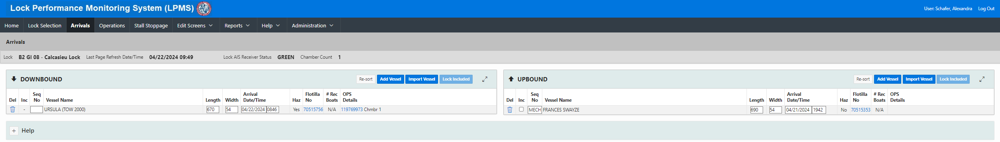 Lock Performance Monitoring System (LPMS)
User: Schafer, Alexandra Log Out
Home Lock Selection Arrivals Operations Stall Stoppage Edit Screens Reports Help Administration
Arrivals
Lock B2 GI 08 - Calcasieu Lock Last Page Refresh Date/Time 04/22/2024 09:49 Lock AIS Receiver Status GREEN Chamber Count 1
DOWNBOUND Re-sort Add Vessel Import Vessel Lock Included
Del Inc Seq No Vessel Name Length Width Arrival Date/Time Haz Flotilla No # Rec Boats OPS Details
- URSULA (TOW 2000) 670 54 04/22/2024 0846 Yes 70515756 N/A 119769973 Chmbr 1
UPBOUND Re-sort Add Vessel Import Vessel Lock Included
Del Inc Seq No Vessel Name Length Width Arrival Date/Time Haz Flotilla No # Rec Boats OPS Details
MECH FRANCES SWAYZE 690 54 04/21/2024 1942 No 70515353 N/A
+ Help